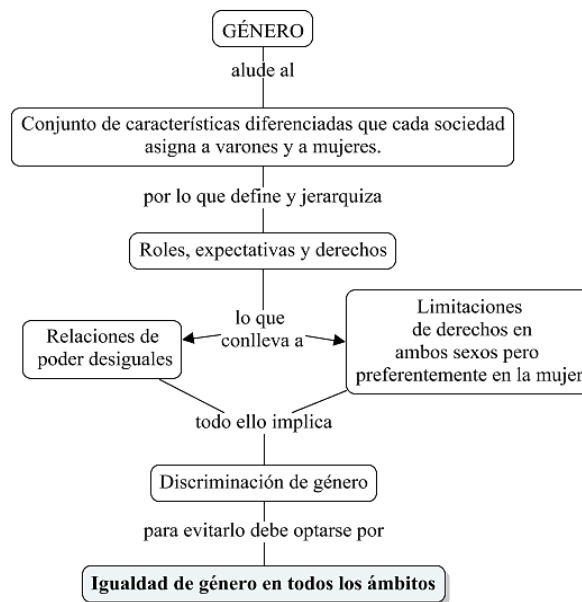 GÉNERO
alude al
Conjunto de características diferenciadas que cada sociedad
asigna a varones y a mujeres.
por lo que define y jerarquiza
Roles, expectativas y derechos
lo que
conlleva a
Relaciones de
poder desiguales
Limitaciones
de derechos en
ambos sexos pero
preferentemente en la mujer
todo ello implica
Discriminación de género
para evitarlo debe optarse por
Igualdad de género en todos los ámbitos